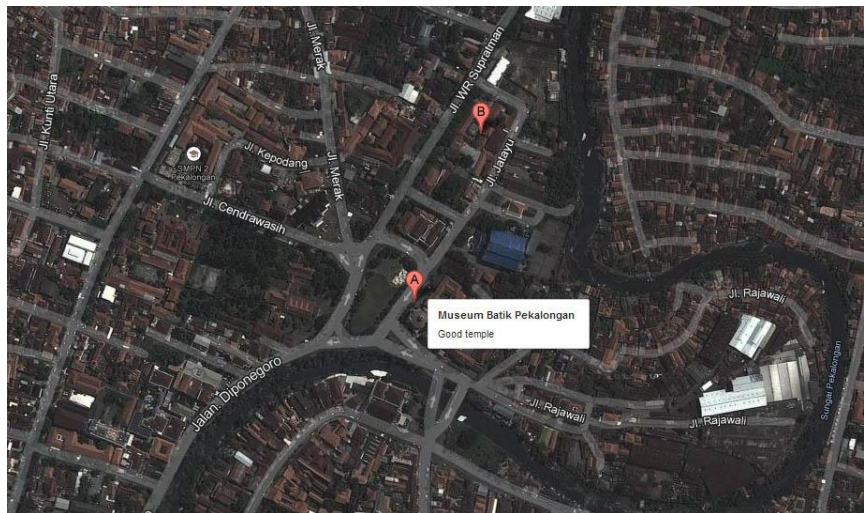 Jl. Merak
Jl. WR Supratman
Jl. Kunti Utara
B
SMPN 2
Pekalongan
Jl. Kepodang
Jl. Merak
Jl. Jatayu
Jl. Cendrawasih
A
Museum Batik Pekalongan
Good temple
Jl. Rajawali
Jalan. Diponegoro
Sungai Pekalongan
Jl. Rajawali
Jl. Rajawali